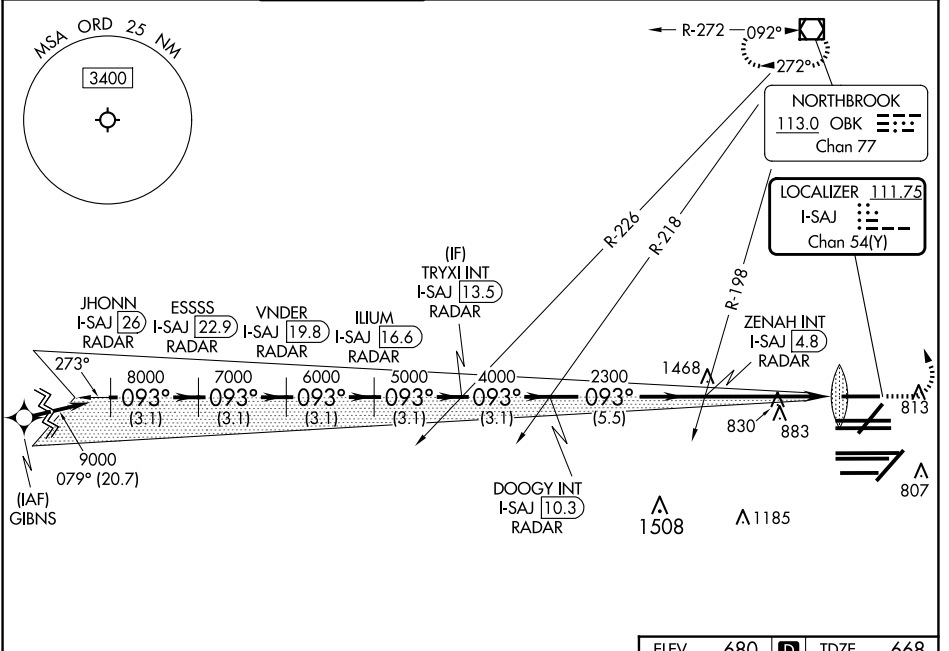 MSA ORD 25 NM
3400
R-272
092°
272°
NORTHBROOK
113.0 OBK
Chan 77
LOCALIZER 111.75
I-SAJ
Chan 54(Y)
R-226
R-218
R-198
(IF)
TRYXI INT
I-SAJ 13.5
RADAR
JHONN
I-SAJ 26
RADAR
ESSSS
I-SAJ 22.9
RADAR
VNDER
I-SAJ 19.8
RADAR
ILIUM
I-SAJ 16.6
RADAR
ZENAH INT
I-SAJ 4.8
RADAR
273°
8000
093°
(3.1)
7000
093°
(3.1)
6000
093°
(3.1)
5000
093°
(3.1)
4000
093°
(3.1)
2300
093°
(5.5)
1468
830
883
813
807
9000
079° (20.7)
(IAF)
GIBNS
DOOGY INT
I-SAJ 10.3
RADAR
1508
1185
ELEV 680 D TDZE 668